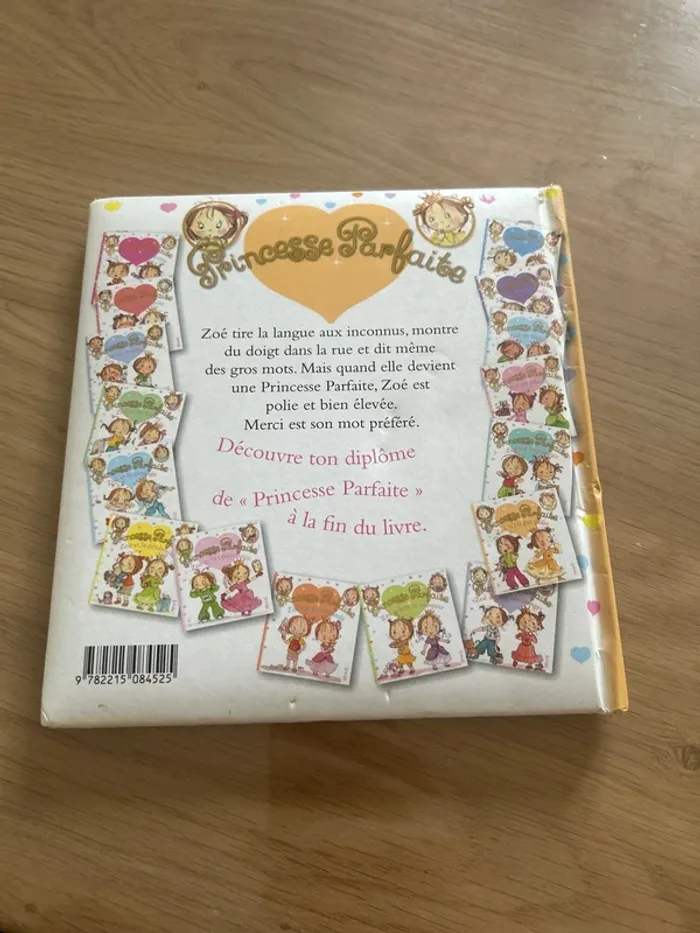 Princesse Parfaite
Zoé tire la langue aux inconnus, montre
du doigt dans la rue et dit même
des gros mots. Mais quand elle devient
une Princesse Parfaite, Zoé est
polie et bien élevée.
Merci est son mot préféré.
Découvre ton diplôme
de « Princesse Parfaite »
à la fin du livre.
9 782215 084525